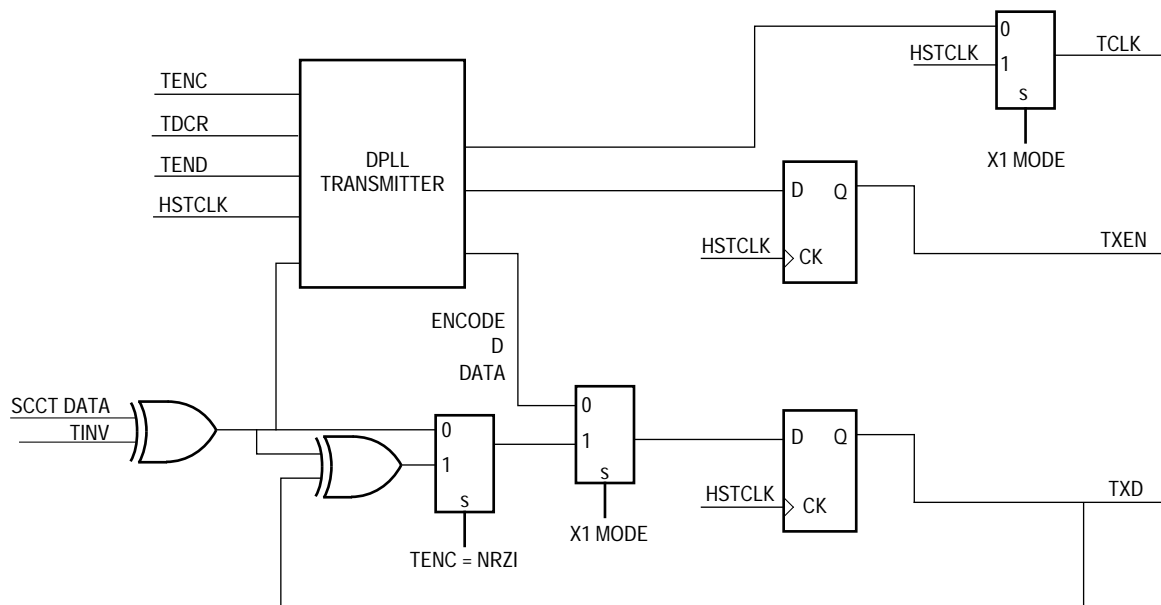 0
HSTCLK
1
TCLK
s
X1 MODE
TENC
TDCR
TEND
HSTCLK
DPLL
TRANSMITTER
D
Q
HSTCLK
CK
TXEN
ENCODE
D
DATA
SCCT DATA
TINV
0
1
s
TENC = NRZI
0
1
s
X1 MODE
D
Q
HSTCLK
CK
TXD